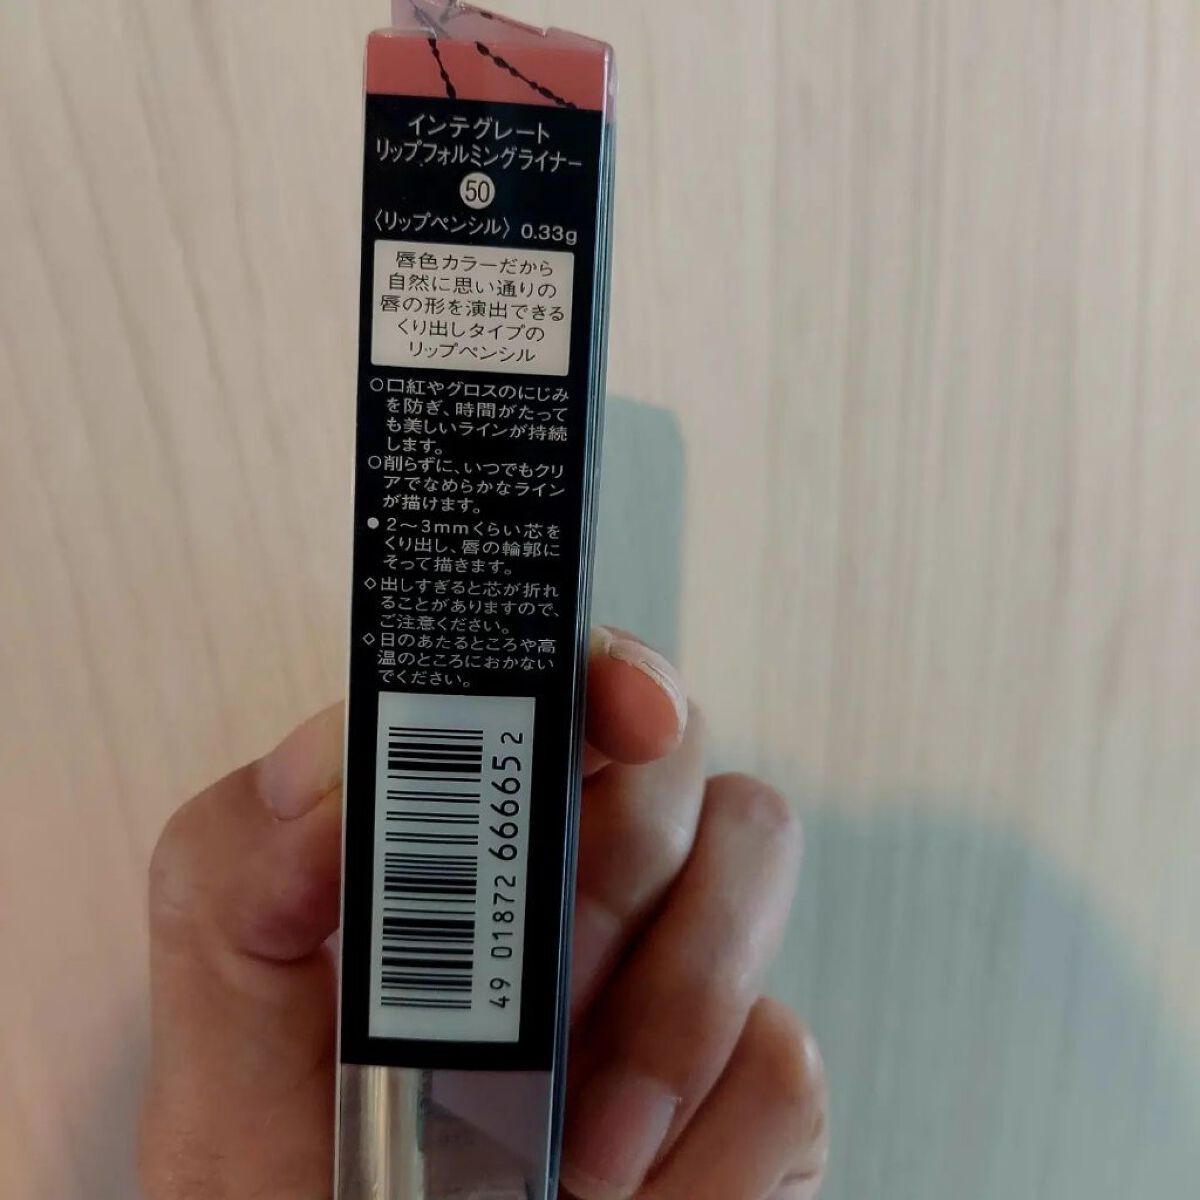 インテグレート
リップフォルミングライナー
50
〈リップペンシル〉 0.33g
唇色カラーだから
自然に思い通りの
唇の形を演出できる
くり出しタイプの
リップペンシル
○口紅やグロスのにじみ
を防ぎ、時間がたって
も美しいラインが持続
します。
○削らずに、いつでもクリ
アでなめらかなライン
が描けます。
●2〜3mmくらい芯を
くり出し、唇の輪郭に
そって描きます。
◇出しすぎると芯が折れ
ることがありますので、
ご注意ください。
◇日のあたるところや高
温のところにおかない
でください。
49 01872 666652